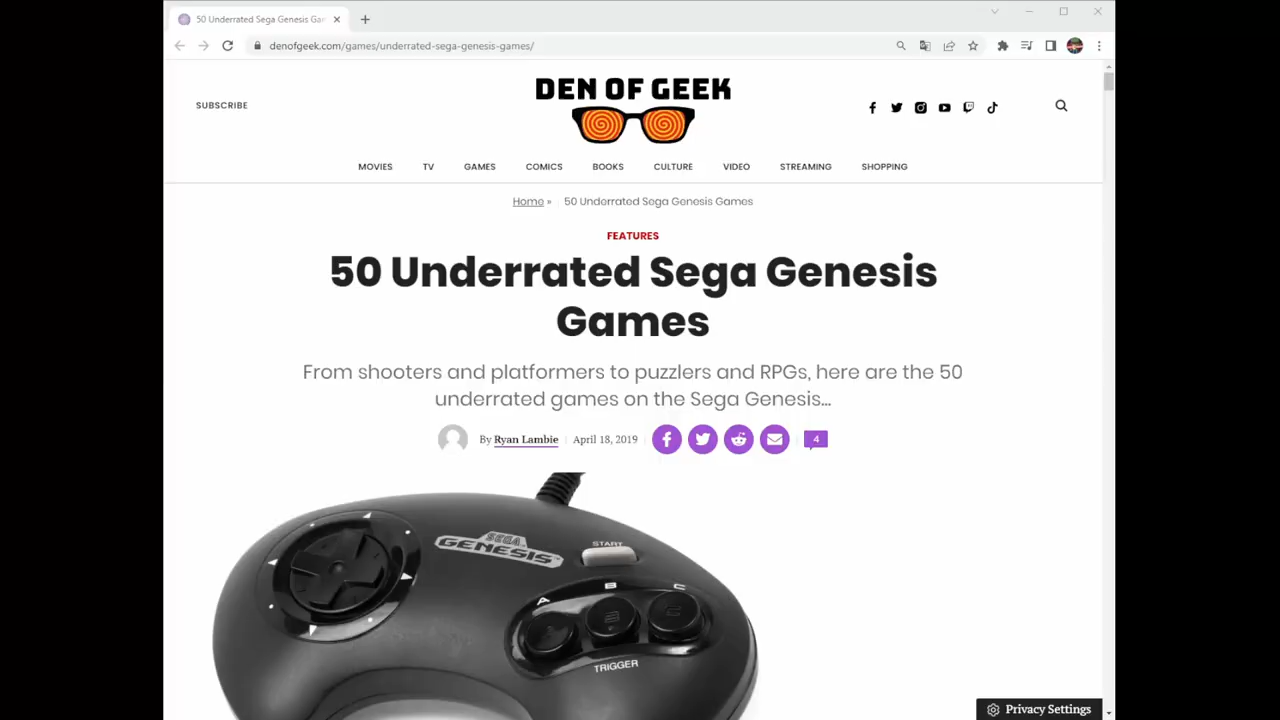 50 Underrated Sega Genesis Gar
denofgeek.com/games/underrated-sega-genesis-games/
SUBSCRIBE
DEN OF GEEK
MOVIES TV GAMES COMICS BOOKS CULTURE VIDEO STREAMING SHOPPING
Home » 50 Underrated Sega Genesis Games
FEATURES
50 Underrated Sega Genesis
Games
From shooters and platformers to puzzlers and RPGs, here are the 50
underrated games on the Sega Genesis...
By Ryan Lambie April 18, 2019 4
SEGA
GENESIS
START
A B C
TRIGGER
Privacy Settings